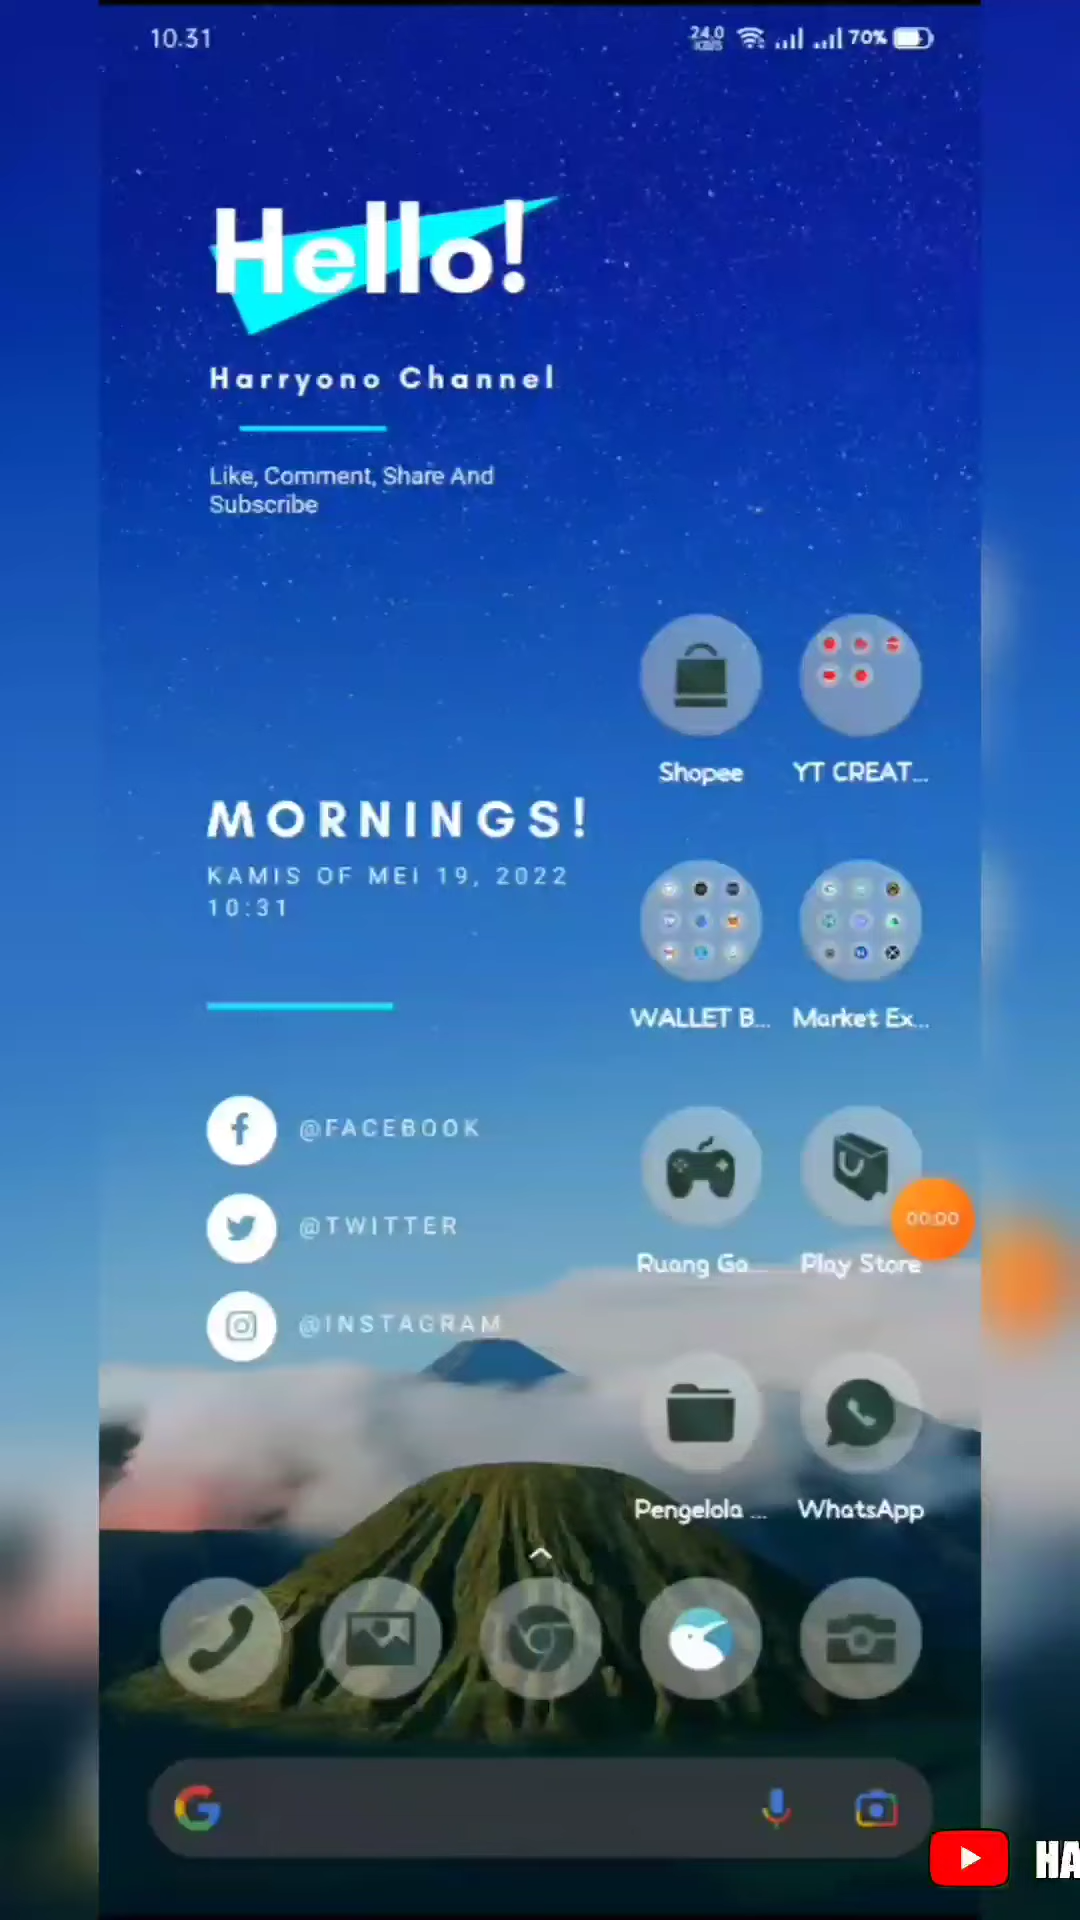 10.31
24.0
KB/S
70%
Hello!
Harryono Channel
Like, Comment, Share And
Subscribe
Shopee
YT CREAT...
MORNINGS!
KAMIS OF MEI 19, 2022
10:31
WALLET B...
Market Ex...
@FACEBOOK
@TWITTER
@INSTAGRAM
Ruang Ga...
Play Store
00:00
Pengelola ...
WhatsApp
HA